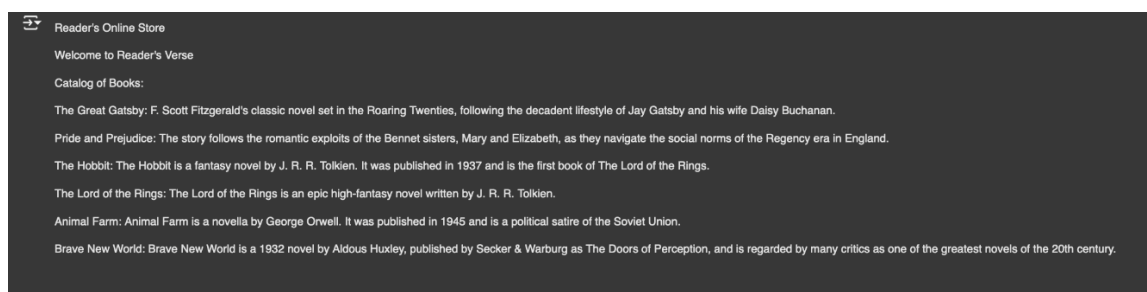 Reader's Online Store
Welcome to Reader's Verse
Catalog of Books:
The Great Gatsby: F. Scott Fitzgerald's classic novel set in the Roaring Twenties, following the decadent lifestyle of Jay Gatsby and his wife Daisy Buchanan.
Pride and Prejudice: The story follows the romantic exploits of the Bennet sisters, Mary and Elizabeth, as they navigate the social norms of the Regency era in England.
The Hobbit: The Hobbit is a fantasy novel by J. R. R. Tolkien. It was published in 1937 and is the first book of The Lord of the Rings.
The Lord of the Rings: The Lord of the Rings is an epic high-fantasy novel written by J. R. R. Tolkien.
Animal Farm: Animal Farm is a novella by George Orwell. It was published in 1945 and is a political satire of the Soviet Union.
Brave New World: Brave New World is a 1932 novel by Aldous Huxley, published by Secker & Warburg as The Doors of Perception, and is regarded by many critics as one of the greatest novels of the 20th century.